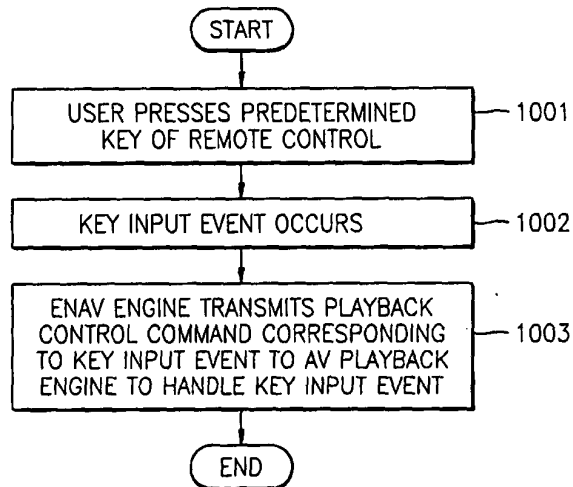 START
USER PRESSES PREDETERMINED
KEY OF REMOTE CONTROL
1001
KEY INPUT EVENT OCCURS
1002
ENAV ENGINE TRANSMITS PLAYBACK
CONTROL COMMAND CORRESPONDING
TO KEY INPUT EVENT TO AV PLAYBACK
ENGINE TO HANDLE KEY INPUT EVENT
1003
END